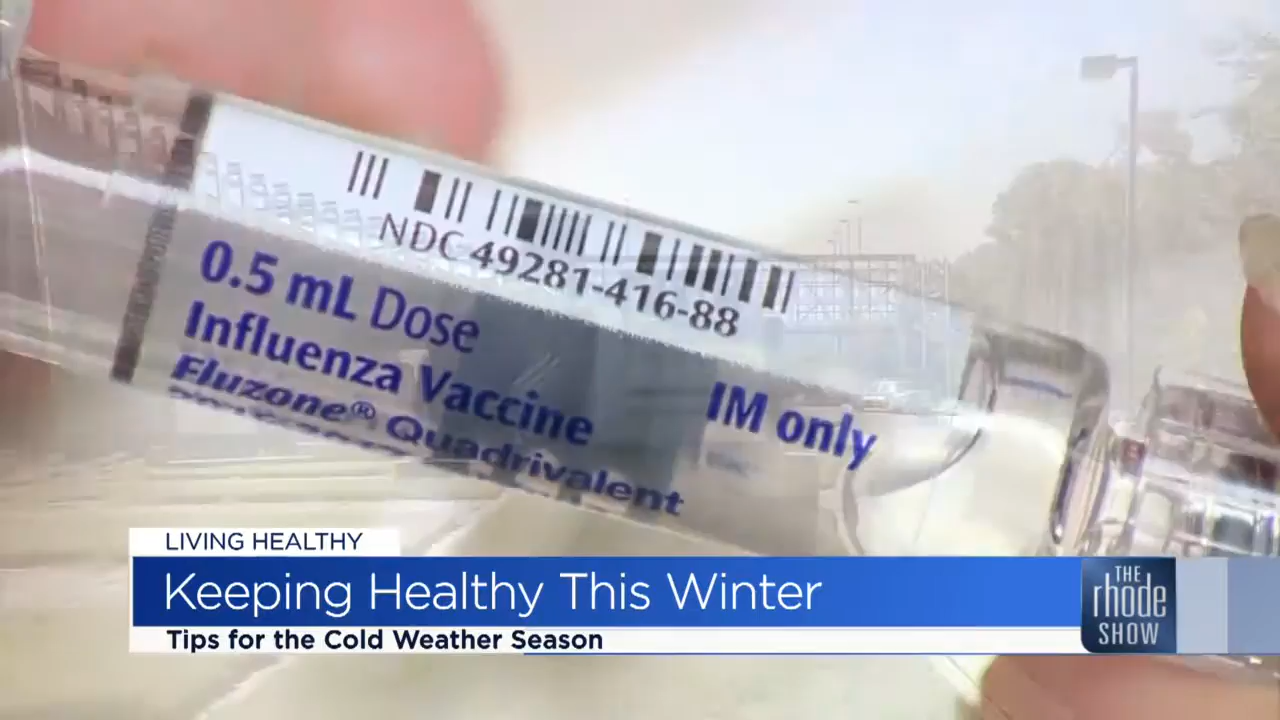 NDC 49281-416-88
0.5 mL Dose
Influenza Vaccine
Fluzone® Quadrivalent
IM only
LIVING HEALTHY
Keeping Healthy This Winter
Tips for the Cold Weather Season
THE
rhode
SHOW